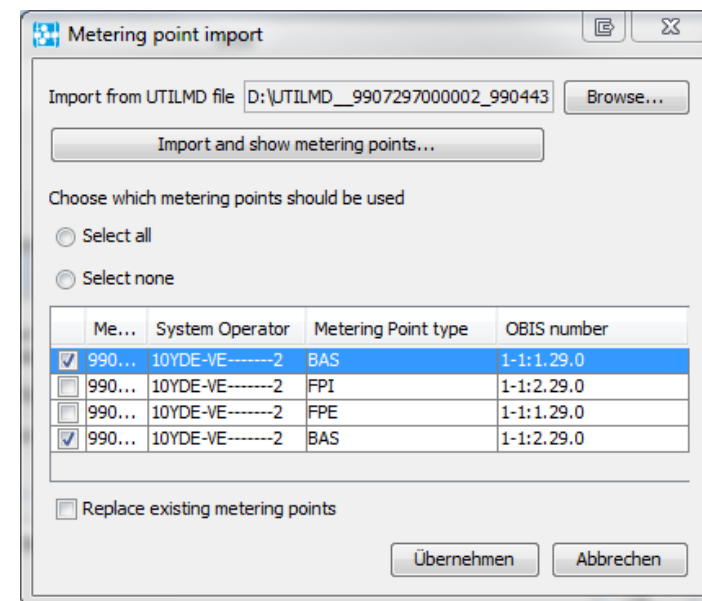 Metering point import
Import from UTILMD file D:\UTILMD__9907297000002_990443 Browse...
Import and show metering points...
Choose which metering points should be used
Select all
Select none
Me... System Operator Metering Point type OBIS number
990... 10YDE-VE-------2 BAS 1-1:1.29.0
990... 10YDE-VE-------2 FPI 1-1:2.29.0
990... 10YDE-VE-------2 FPE 1-1:1.29.0
990... 10YDE-VE-------2 BAS 1-1:2.29.0
Replace existing metering points
Übernehmen Abbrechen